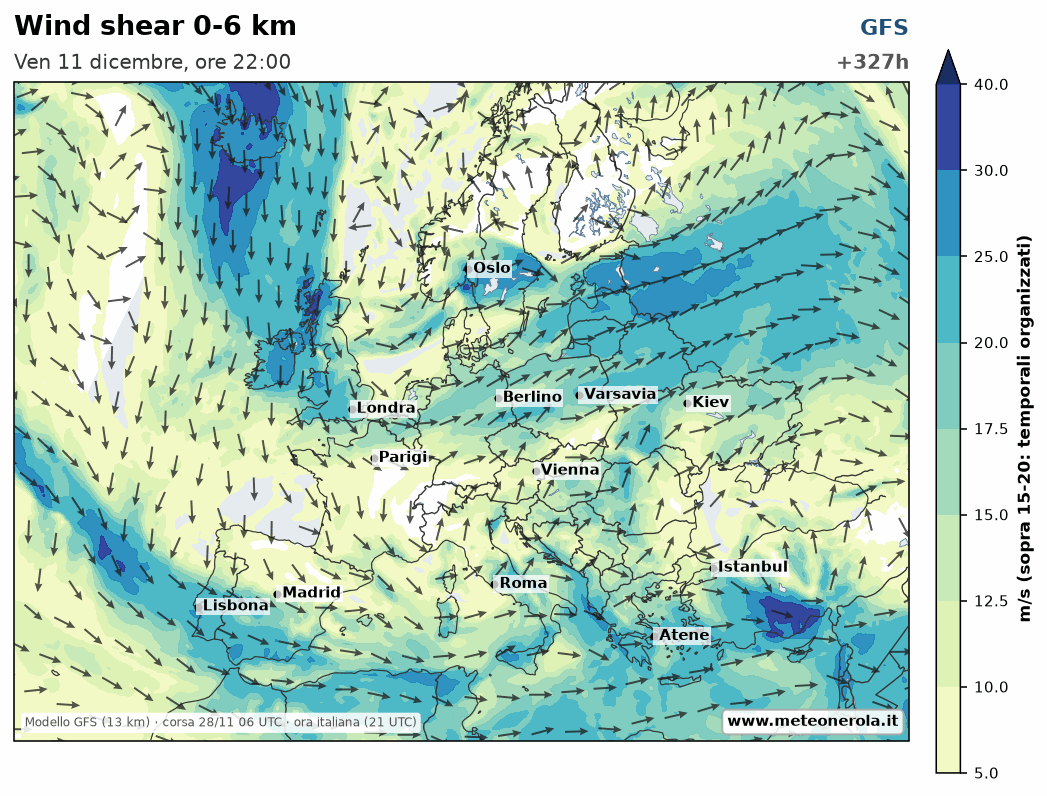 Wind shear 0-6 km
GFS
Ven 11 dicembre, ore 22:00
+327h
40.0
30.0
25.0
20.0
17.5
15.0
12.5
10.0
5.0
m/s (sopra 15-20: temporali organizzati)
Oslo
Londra
Berlino
Varsavia
Kiev
Parigi
Vienna
Istanbul
Roma
Madrid
Lisbona
Atene
Modello GFS (13 km) · corsa 28/11 06 UTC · ora italiana (21 UTC)
www.meteonerola.it